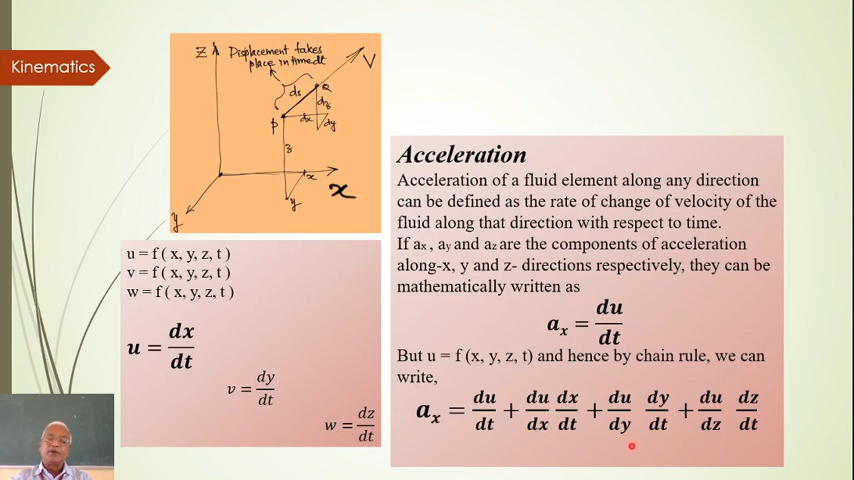 Kinematics
Z
Displacement takes
place in time dt
V
ds
Q
dz
P
dx
dy
z
x
X
y
y
u = f ( x, y, z, t )
v = f ( x, y, z, t )
w = f ( x, y, z, t )
u = dx/dt
v = dy/dt
w = dz/dt
Acceleration
Acceleration of a fluid element along any direction
can be defined as the rate of change of velocity of the
fluid along that direction with respect to time.
If ax , ay and az are the components of acceleration
along-x, y and z- directions respectively, they can be
mathematically written as
ax = du/dt
But u = f (x, y, z, t) and hence by chain rule, we can
write,
ax = du/dt + du/dx dx/dt + du/dy dy/dt + du/dz dz/dt